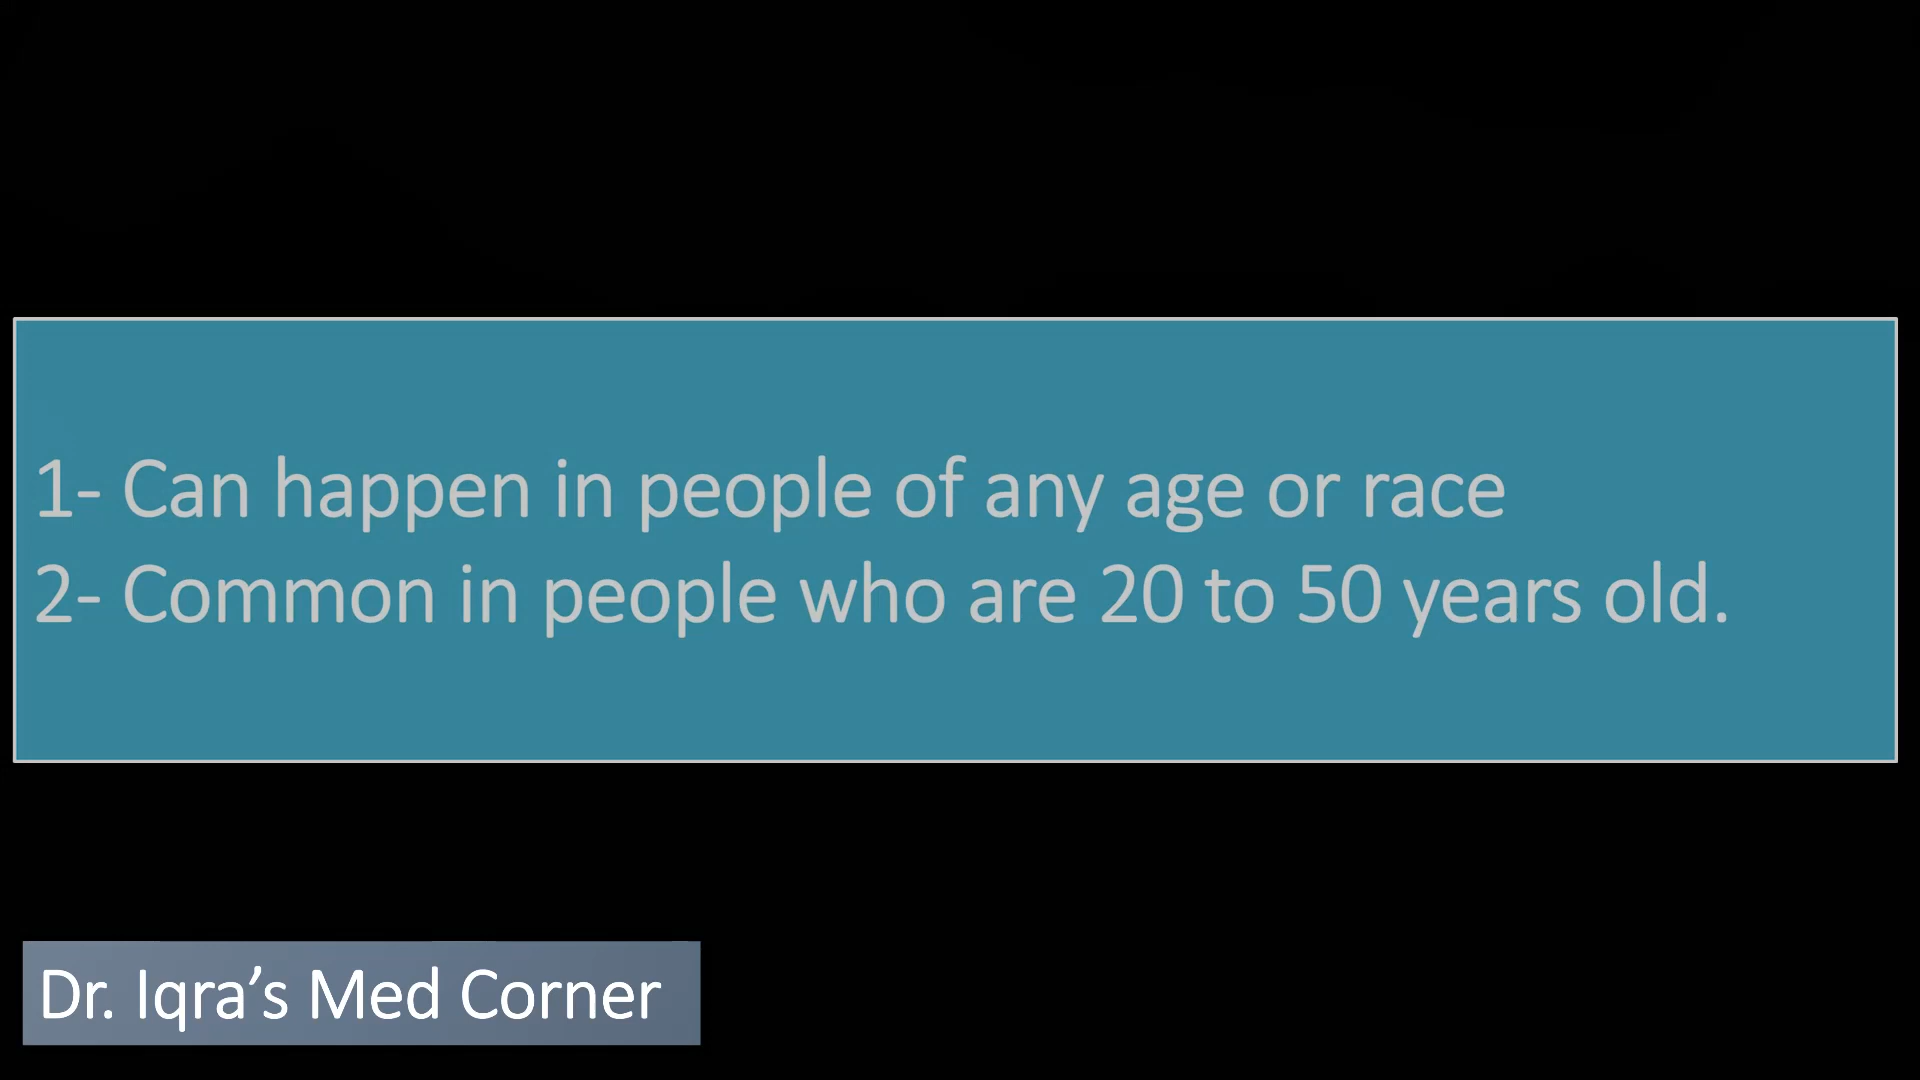 1- Can happen in people of any age or race
2- Common in people who are 20 to 50 years old.
Dr. Iqra’s Med Corner